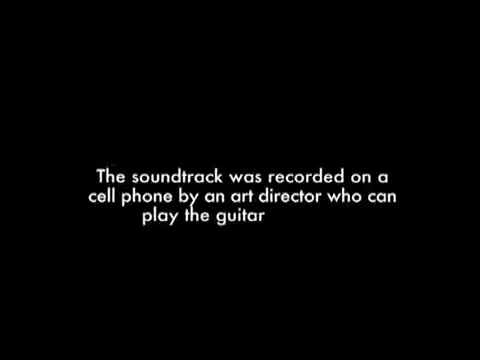 The soundtrack was recorded on a
cell phone by an art director who can
play the guitar